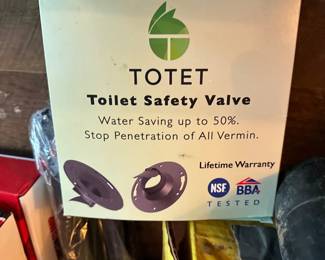 TOTET
Toilet Safety Valve
Water Saving up to 50%.
Stop Penetration of All Vermin.
Lifetime Warranty
NSF BBA
TESTED